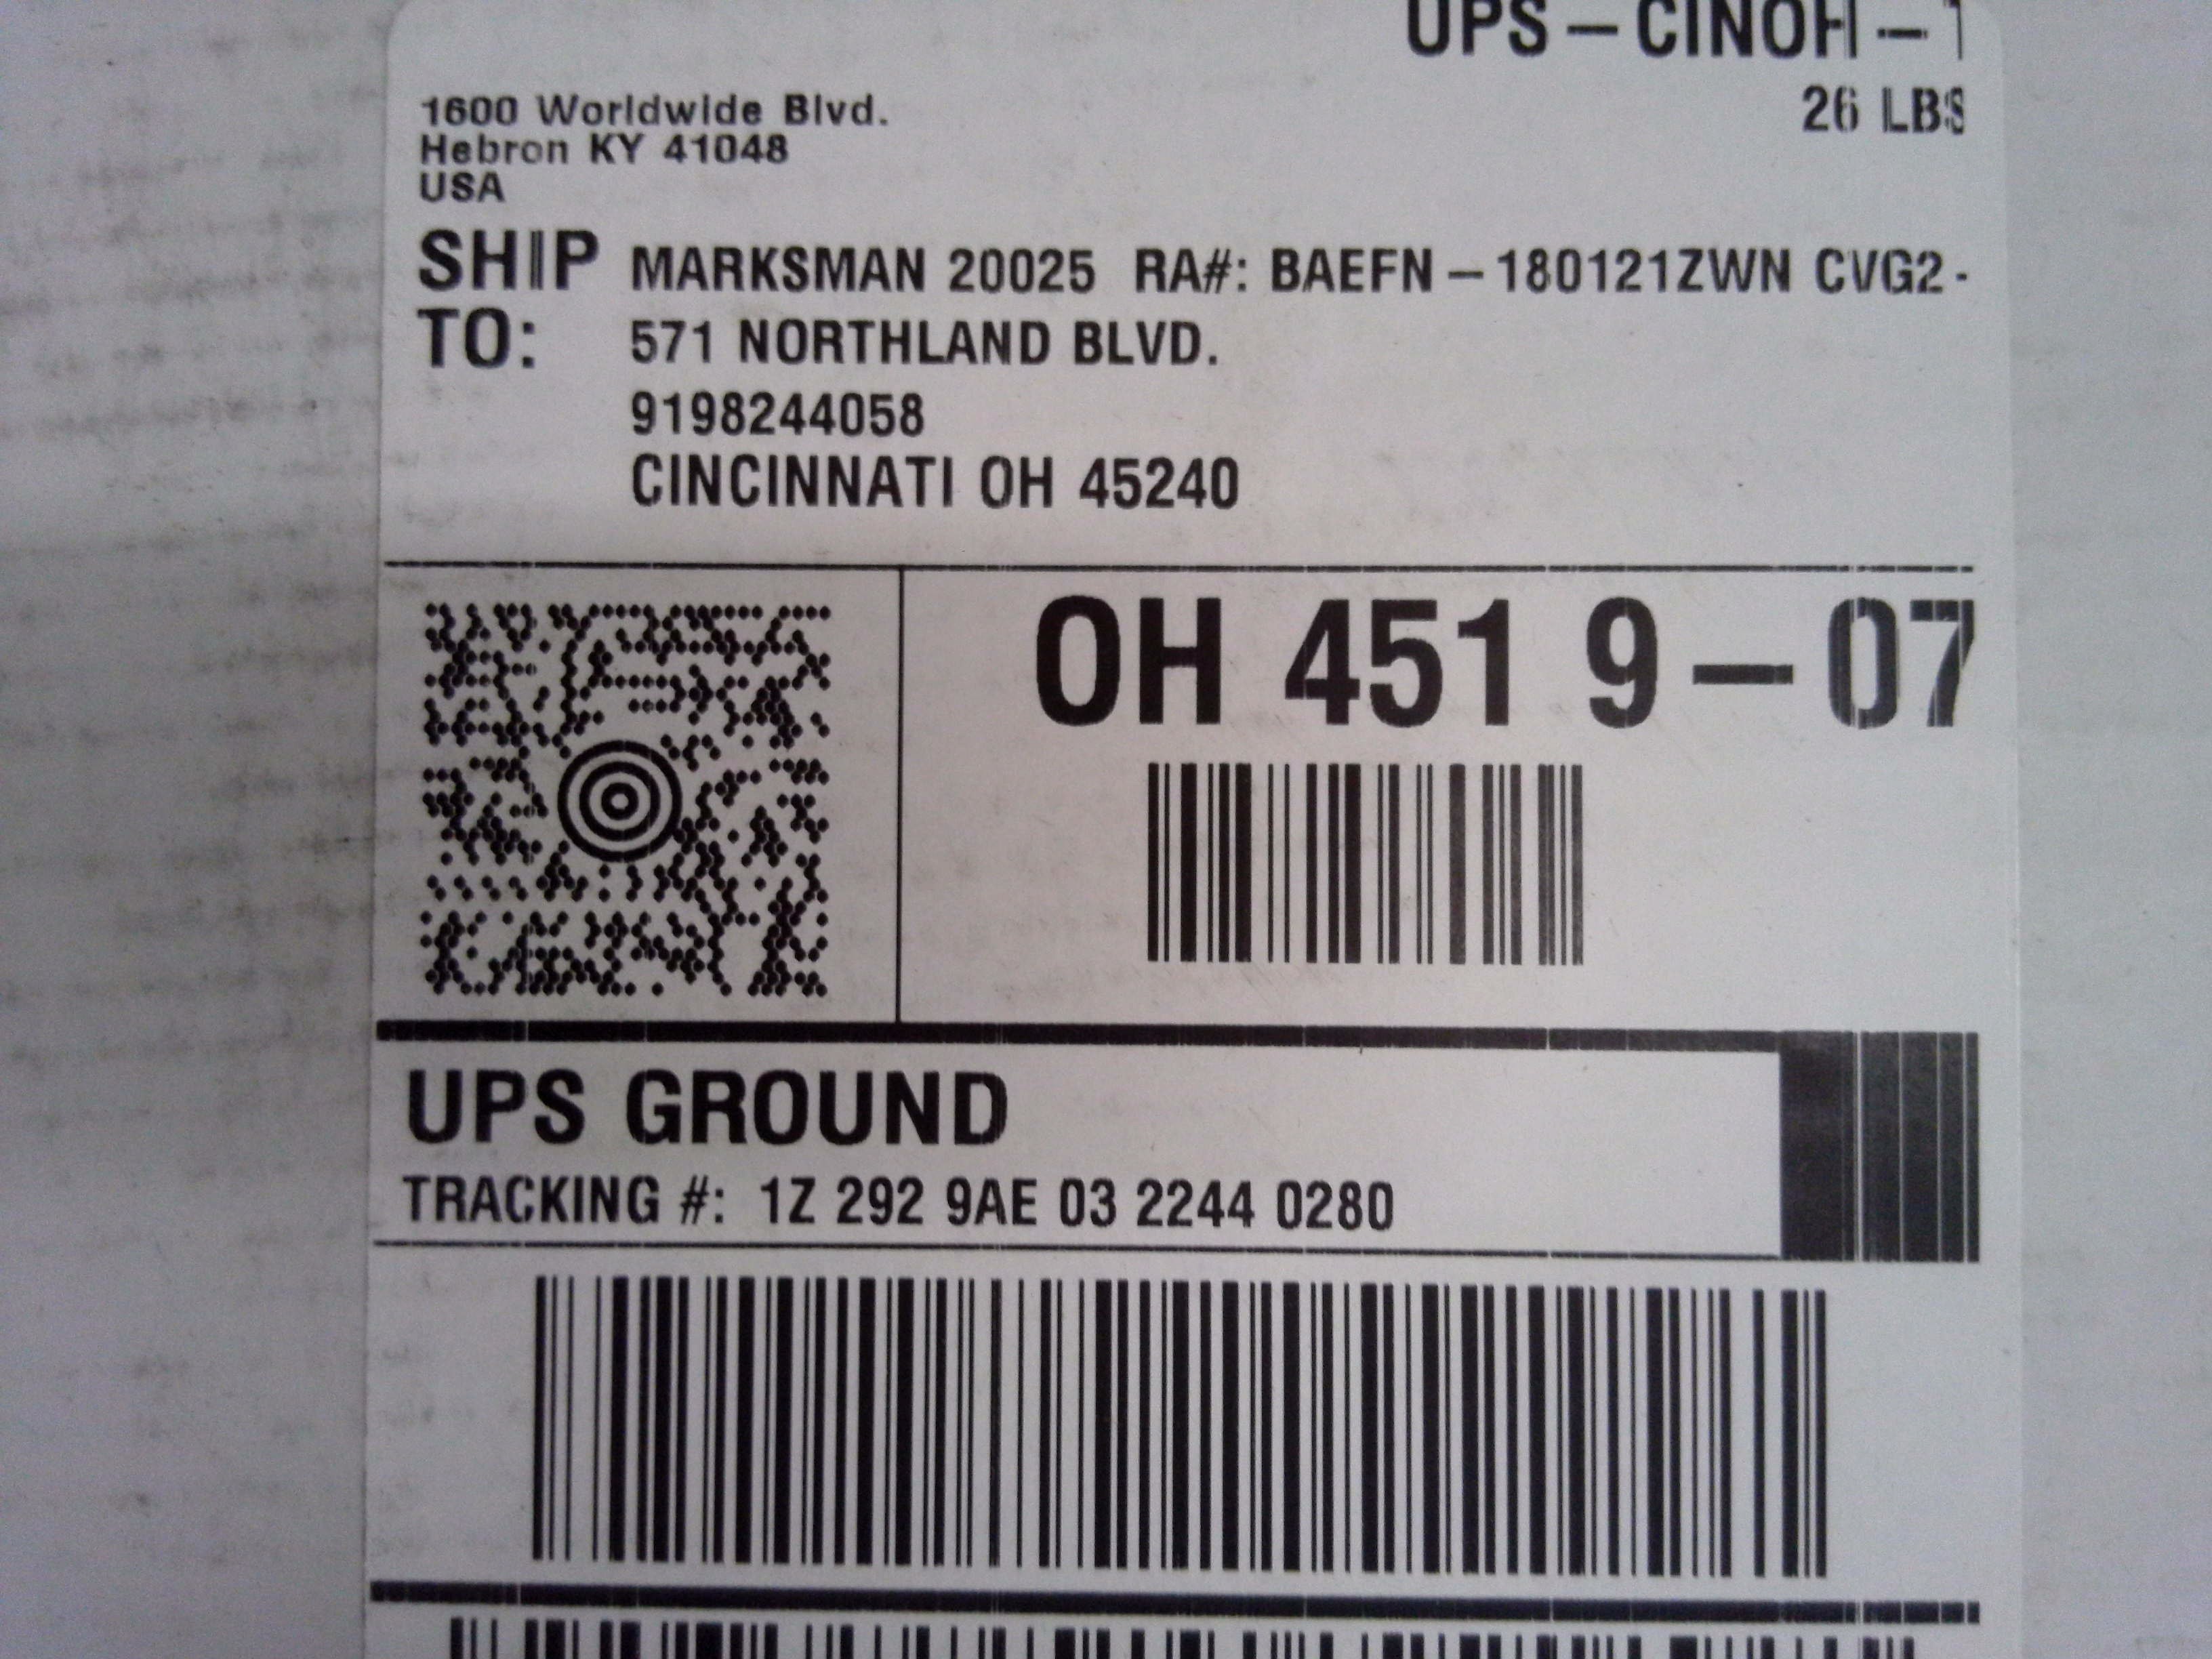 UPS – CINOH – 1
26 LBS
1600 Worldwide Blvd.
Hebron KY 41048
USA
SHIP TO:
MARKSMAN 20025 RA#: BAEFN – 180121ZWN CVG2-
571 NORTHLAND BLVD.
9198244058
CINCINNATI OH 45240
OH 451 9 – 07
UPS GROUND
TRACKING #: 1Z 292 9AE 03 2244 0280